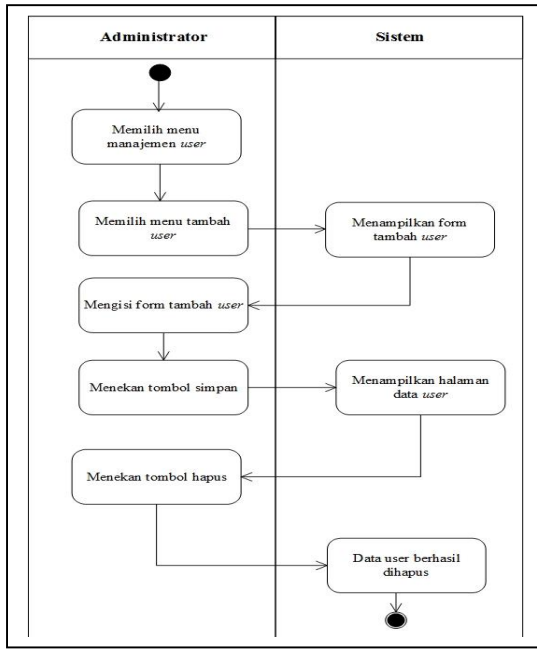 Administrator
Sistem
Memilih menu
manajemen user
Memilih menu tambah
user
Menampilkan form
tambah user
Mengisi form tambah user
Menekan tombol simpan
Menampilkan halaman
data user
Menekan tombol hapus
Data user berhasil
dihapus